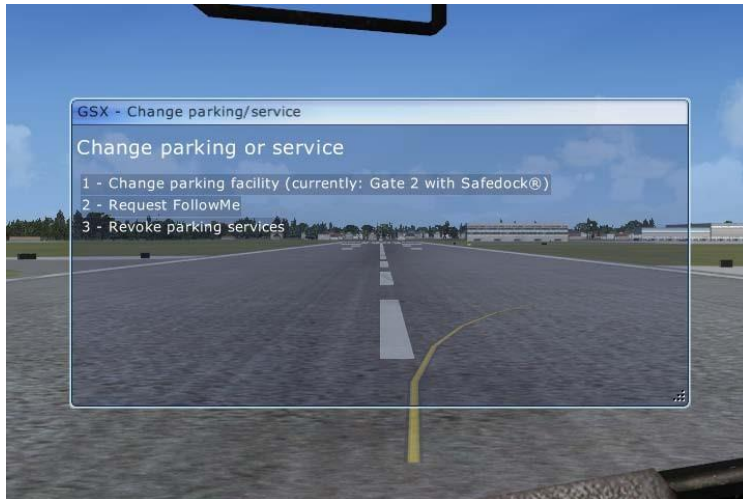 GSX - Change parking/service
Change parking or service
1 - Change parking facility (currently: Gate 2 with Safedock®)
2 - Request FollowMe
3 - Revoke parking services